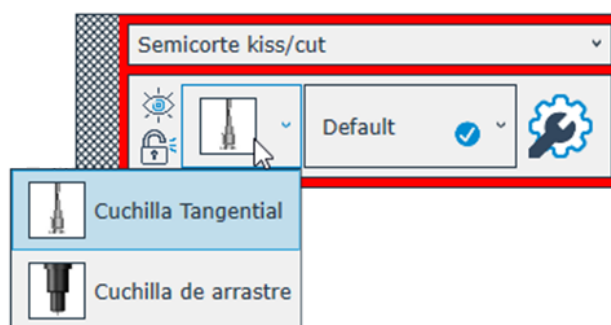 Semicorte kiss/cut
Default
Cuchilla Tangential
Cuchilla de arrastre